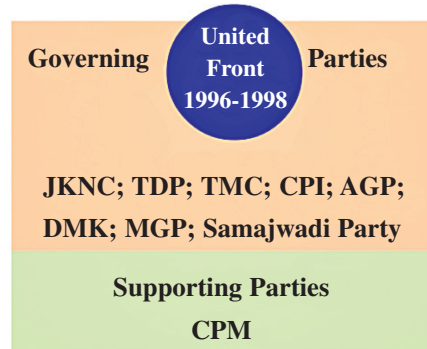 United
Governing Front Parties
1996-1998
JKNC; TDP; TMC; CPI; AGP;
DMK; MGP; Samajwadi Party
Supporting Parties
CPM